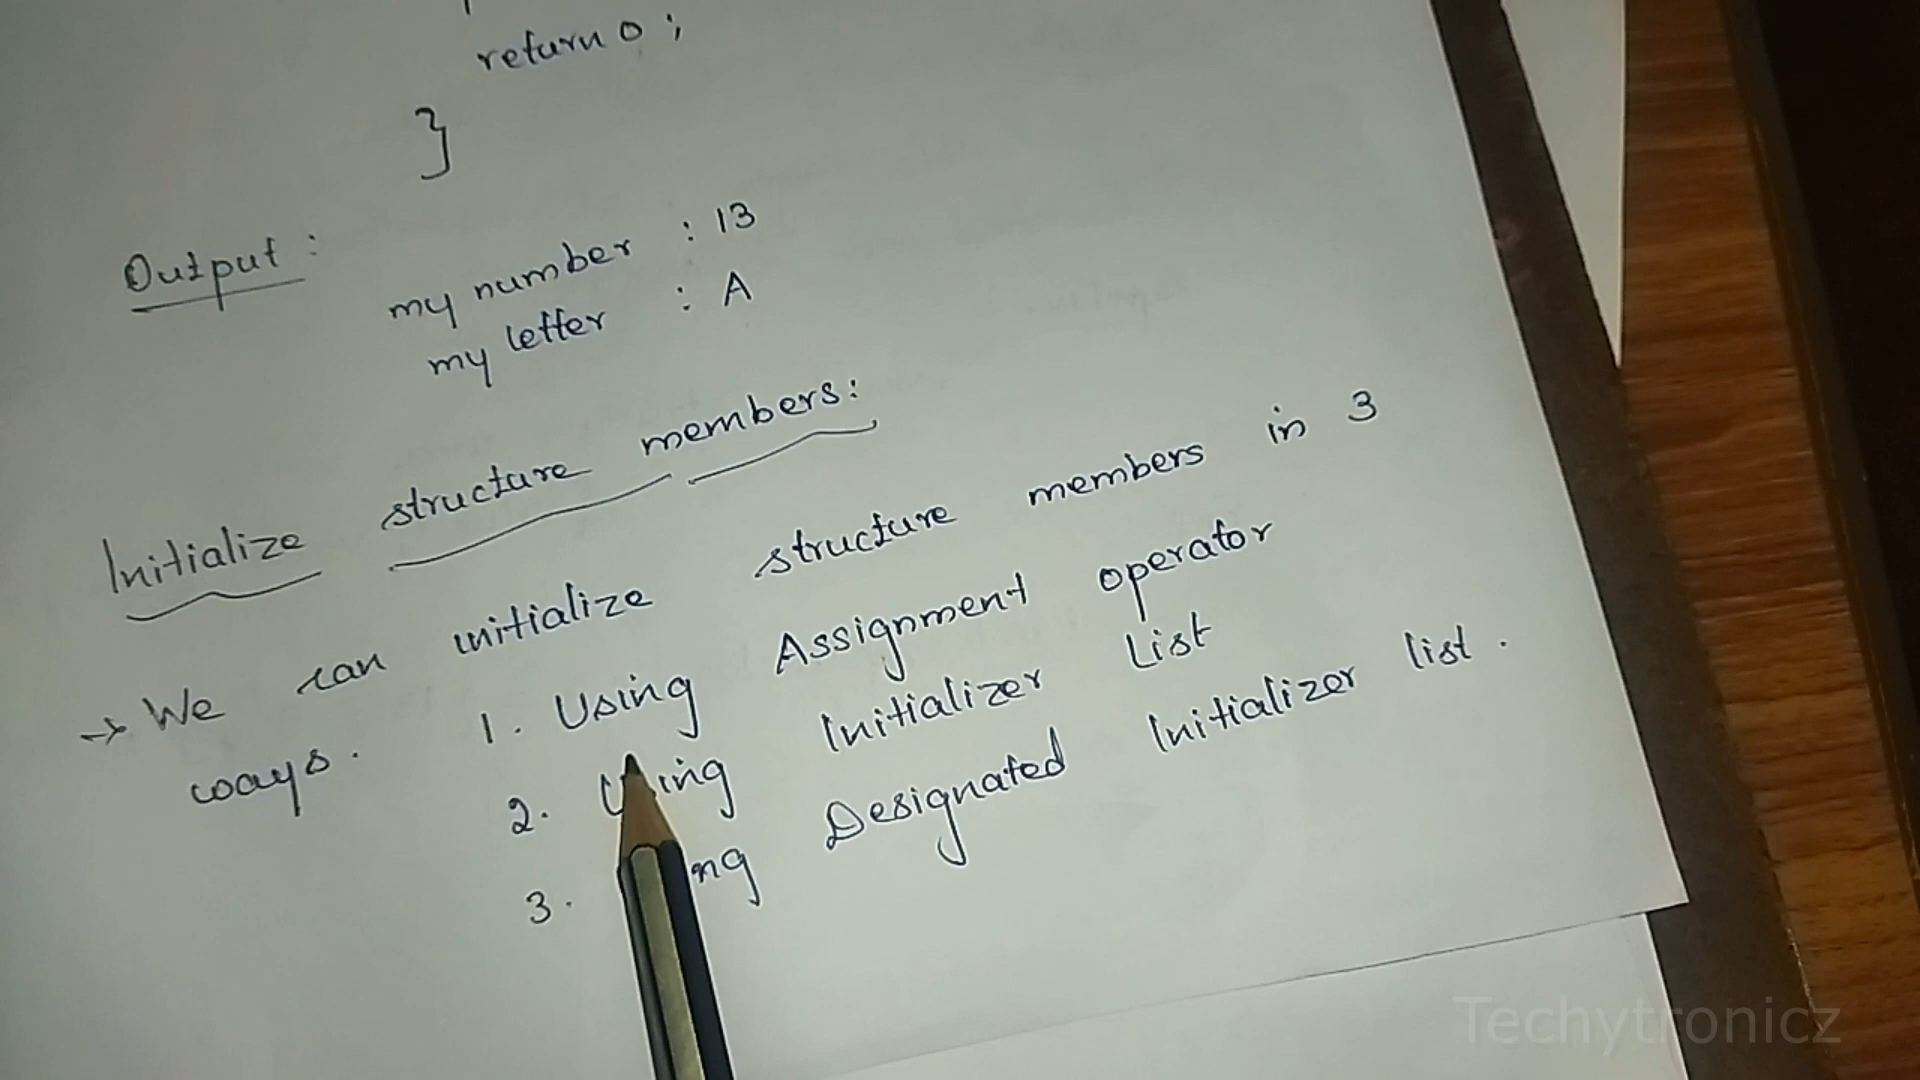 return 0 ;
}
Output :
my number : 13
my letter : A
Initialize structure members:
→ We can initialize structure members in 3
ways. 1. Using Assignment operator
2. Using Initializer List
3. Designated Initializer list.
Techytronicz